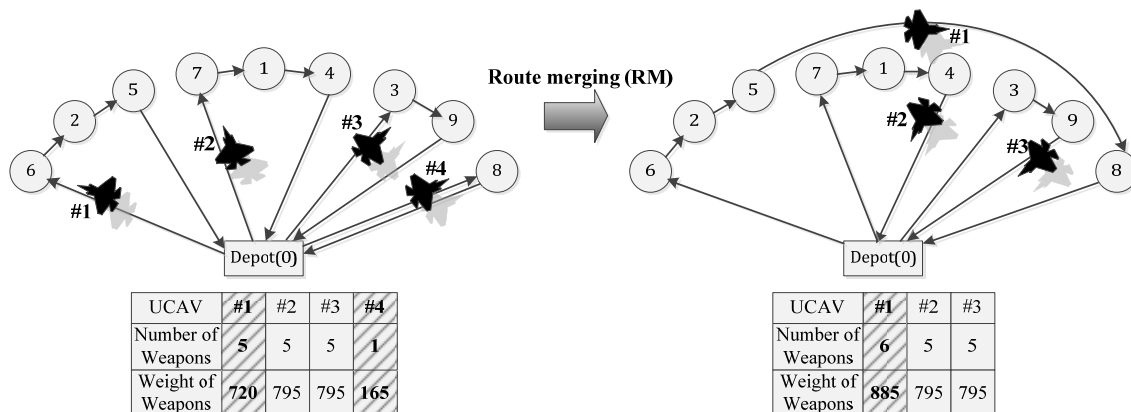 #1
5
7
1
4
Route merging (RM)
7
1
4
5
3
3
2
#3
#2
9
2
#2
9
#3
6
#4
8
6
8
#1
Depot(0)
Depot(0)
UCAV #1 #2 #3 #4
Number of
Weapons 5 5 5 1
Weight of
Weapons 720 795 795 165
UCAV #1 #2 #3
Number of
Weapons 6 5 5
Weight of
Weapons 885 795 795